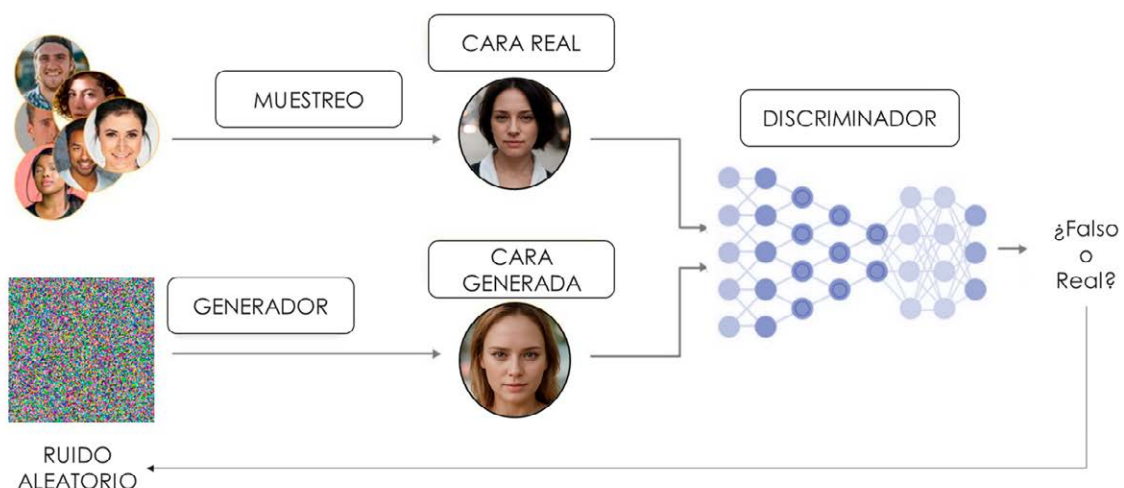 CARA REAL
MUESTREO
DISCRIMINADOR
¿Falso
o
Real?
CARA
GENERADA
GENERADOR
RUIDO
ALEATORIO